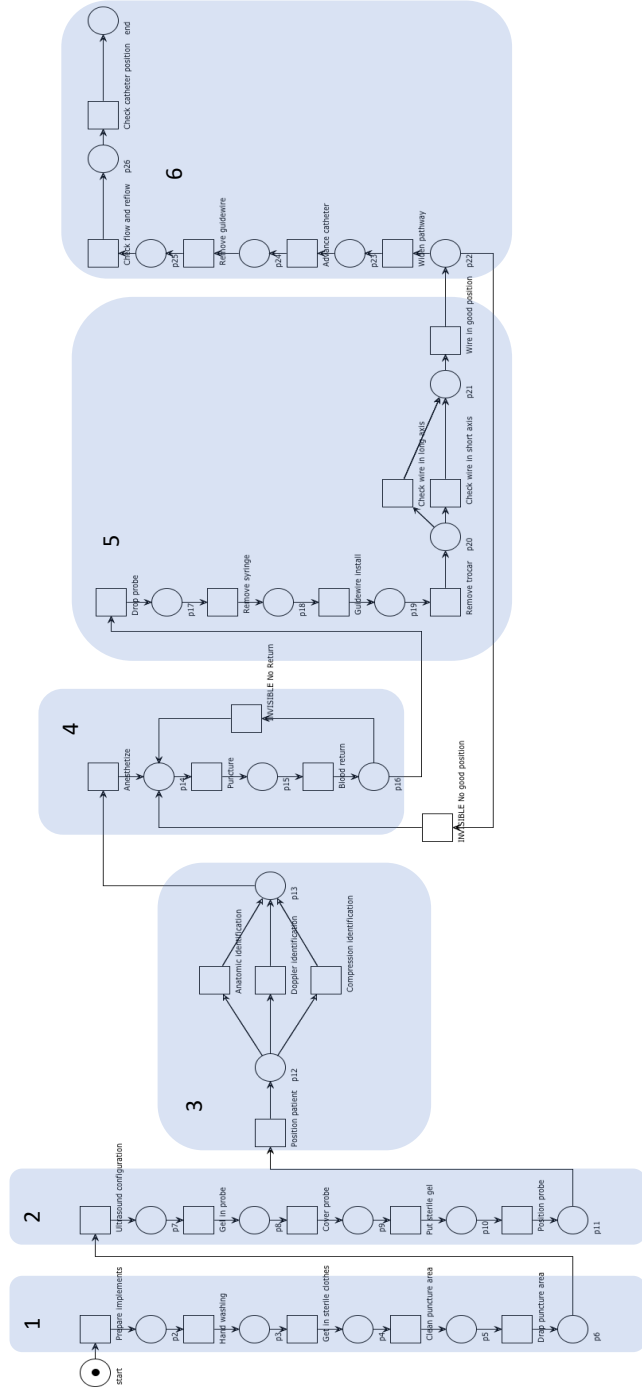 1
start
Prepare implements
p2
Hand washing
p3
Get in sterile clothes
p4
Clean puncture area
p5
Drap puncture area
p6
2
Ultrasound configuration
p7
Gel in probe
p8
Cover probe
p9
Put sterile gel
p10
Position probe
p11
3
Position patient
p12
Anatomic identification
Doppler identification
Compression identification
p13
4
Anesthetize
p14
Puncture
p15
Blood return
p16
INVISIBLE No Return
INVISIBLE No good position
5
Drop probe
p17
Remove syringe
p18
Guidewire install
p19
Remove trocar
p20
Check wire in long axis
Check wire in short axis
p21
Wire in good position
p22
6
Widen pathway
p23
Advance catheter
p24
Remove guidewire
p25
Check flow and reflow
p26
Check catheter position
end